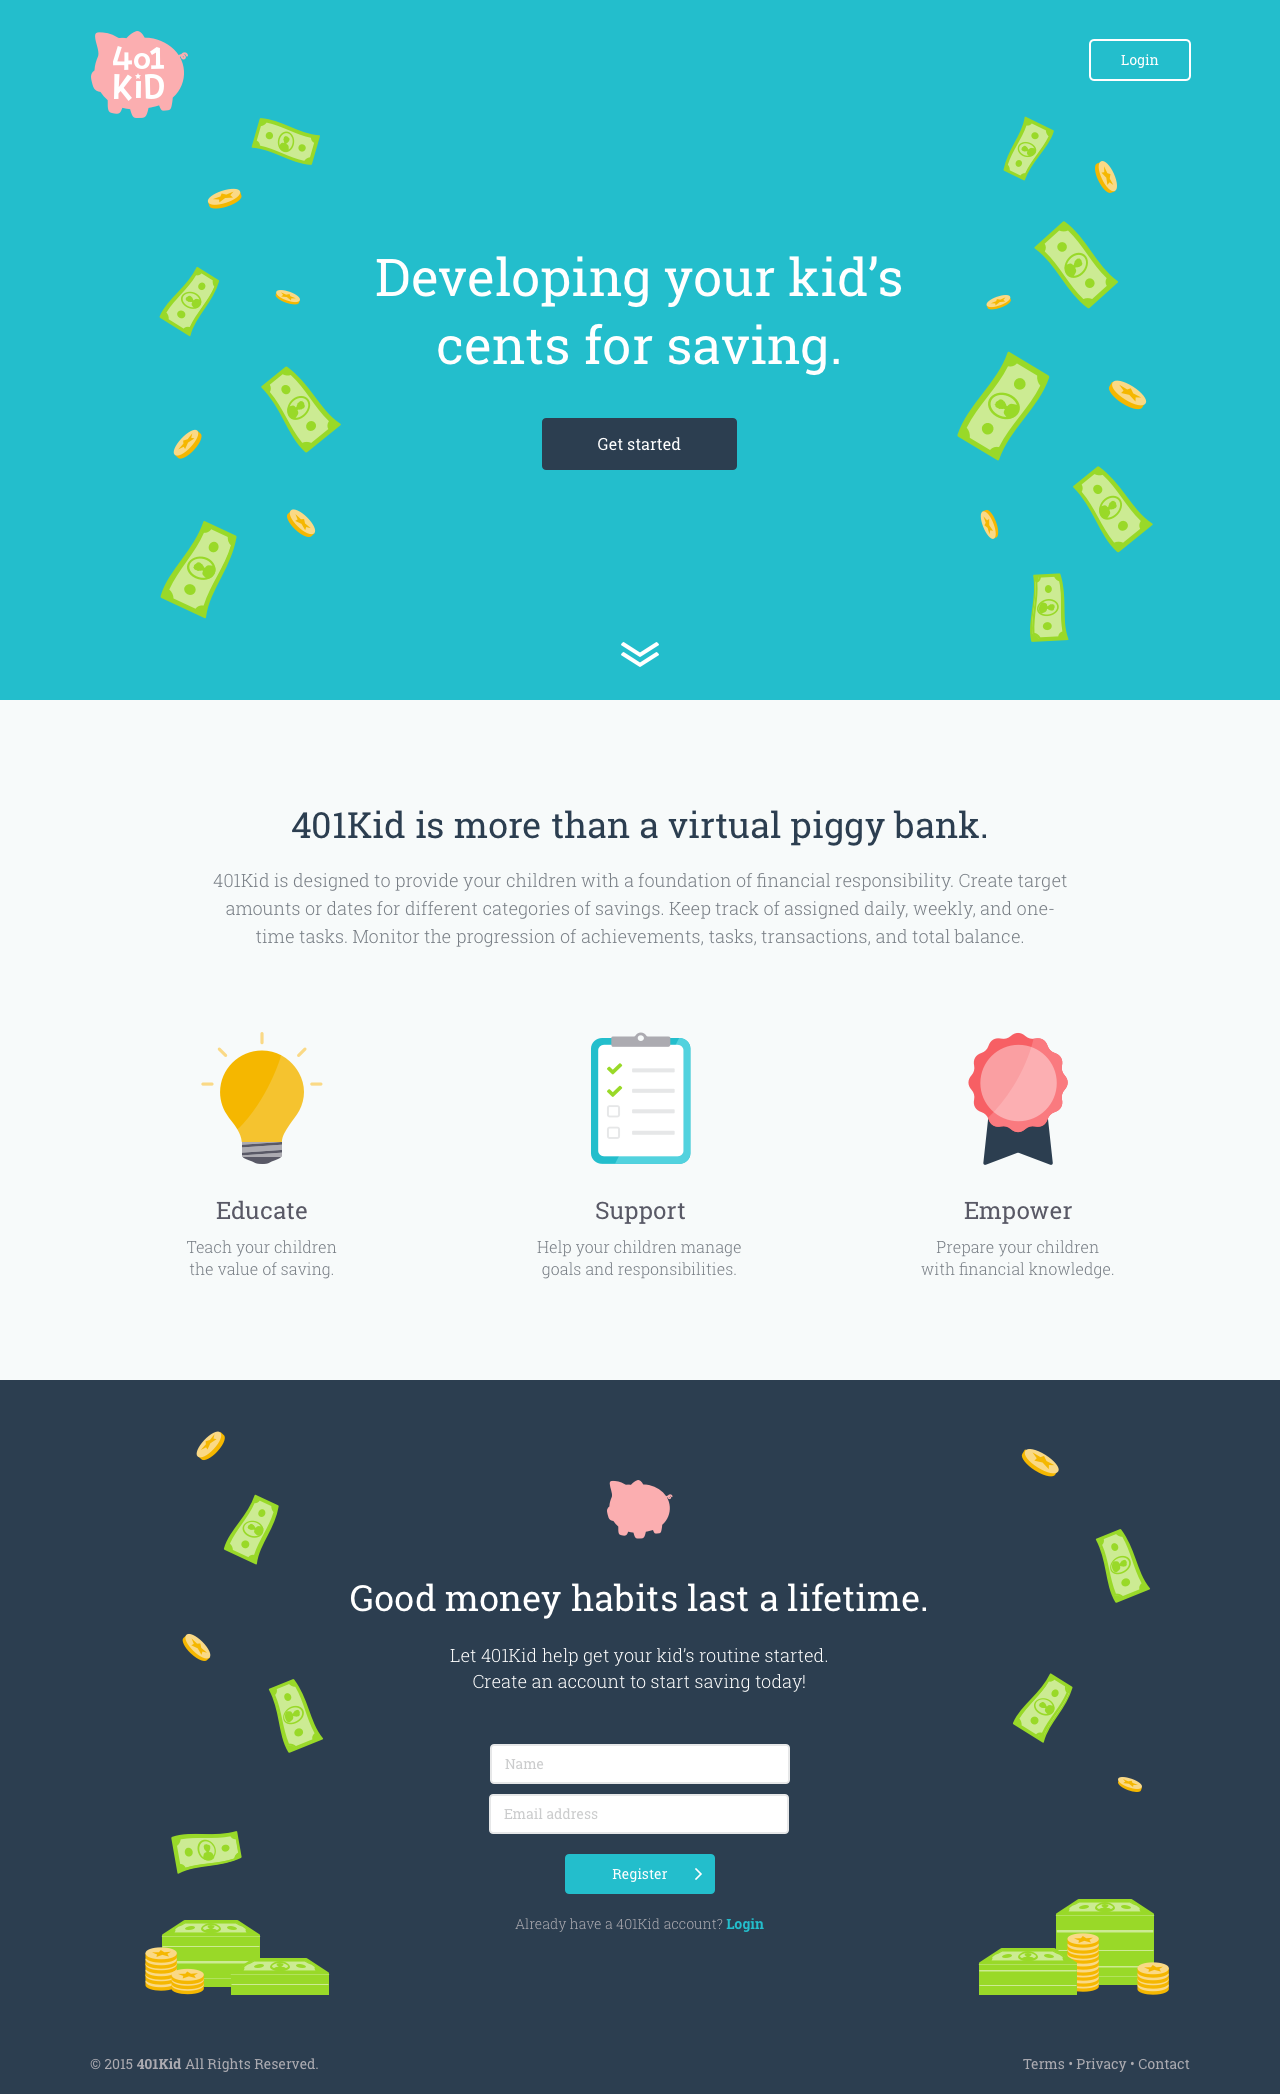 401
KiD
Login
Developing your kid’s
cents for saving.
Get started
401Kid is more than a virtual piggy bank.
401Kid is designed to provide your children with a foundation of financial responsibility. Create target
amounts or dates for different categories of savings. Keep track of assigned daily, weekly, and one-
time tasks. Monitor the progression of achievements, tasks, transactions, and total balance.
Educate
Teach your children
the value of saving.
Support
Help your children manage
goals and responsibilities.
Empower
Prepare your children
with financial knowledge.
Good money habits last a lifetime.
Let 401Kid help get your kid’s routine started.
Create an account to start saving today!
Name
Email address
Register
Already have a 401Kid account? Login
© 2015 401Kid All Rights Reserved.
Terms • Privacy • Contact